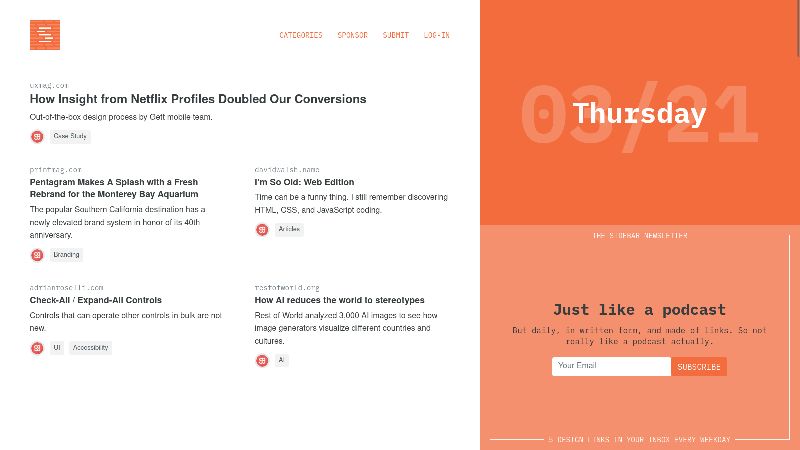 CATEGORIES SPONSOR SUBMIT LOG-IN
uxmag.com
How Insight from Netflix Profiles Doubled Our Conversions
Out-of-the-box design process by Gett mobile team.
Case Study
printmag.com
Pentagram Makes A Splash with a Fresh
Rebrand for the Monterey Bay Aquarium
The popular Southern California destination has a
newly elevated brand system in honor of its 40th
anniversary.
Branding
davidwalsh.name
I'm So Old: Web Edition
Time can be a funny thing. I still remember discovering
HTML, CSS, and JavaScript coding.
Articles
adrianroselli.com
Check-All / Expand-All Controls
Controls that can operate other controls in bulk are not
new.
UI Accessibility
restofworld.org
How AI reduces the world to stereotypes
Rest of World analyzed 3,000 AI images to see how
image generators visualize different countries and
cultures.
AI
03/21
Thursday
THE SIDEBAR NEWSLETTER
Just like a podcast
But daily, in written form, and made of links. So not
really like a podcast actually.
Your Email SUBSCRIBE
5 DESIGN LINKS IN YOUR INBOX EVERY WEEKDAY